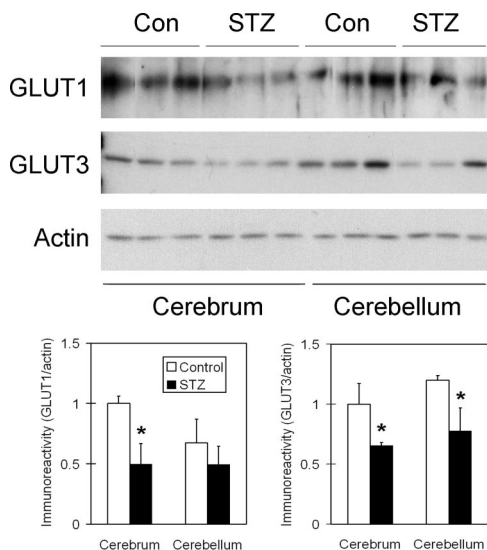 Con STZ Con STZ
GLUT1
GLUT3
Actin
Cerebrum Cerebellum
Immunoreactivity (GLUT1/actin)
1.5
1
0.5
0
Control
STZ
*
Cerebrum Cerebellum
Immunoreactivity (GLUT3/actin)
1.5
1
0.5
0
*
*
Cerebrum Cerebellum